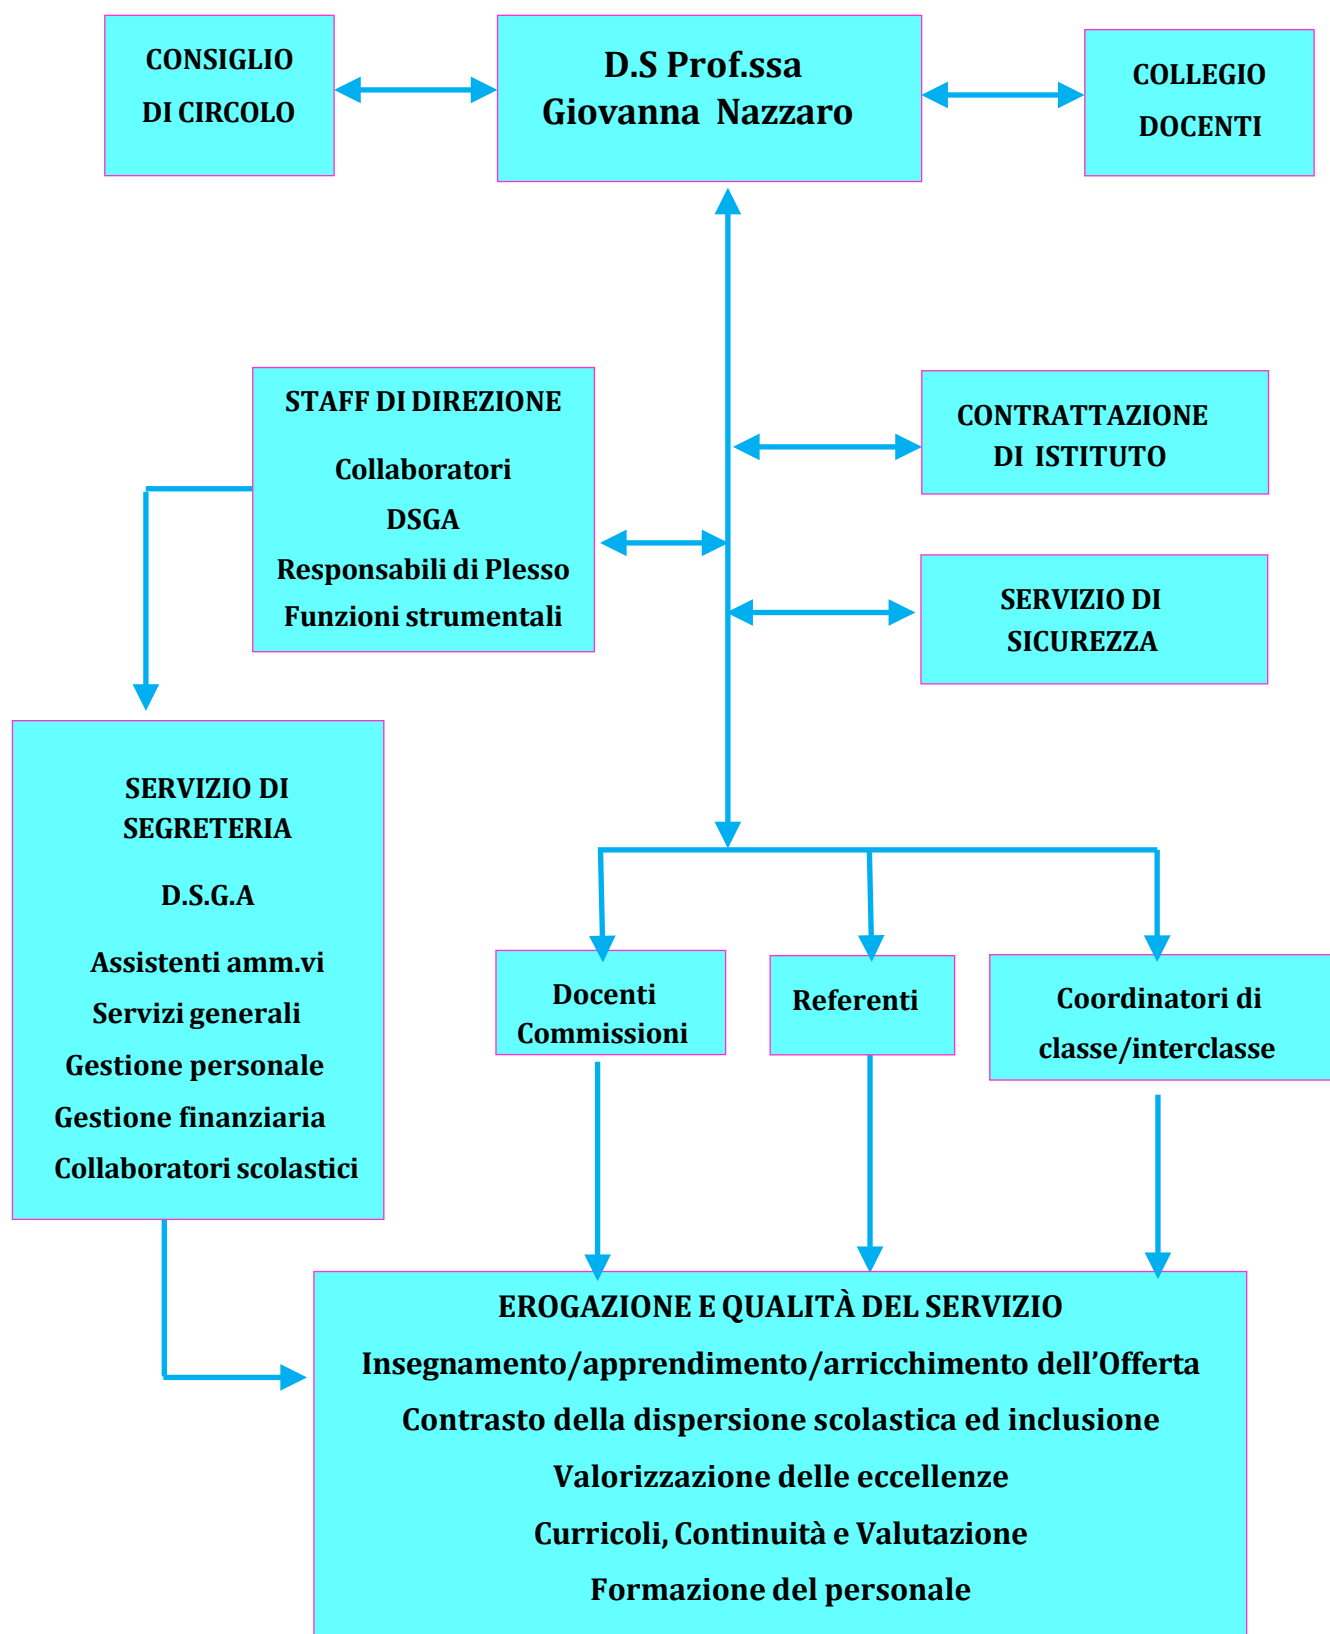 CONSIGLIO
DI CIRCOLO
D.S Prof.ssa
Giovanna Nazzaro
COLLEGIO
DOCENTI
STAFF DI DIREZIONE
Collaboratori
DSGA
Responsabili di Plesso
Funzioni strumentali
CONTRATTAZIONE
DI ISTITUTO
SERVIZIO DI
SICUREZZA
SERVIZIO DI
SEGRETERIA
D.S.G.A
Assistenti amm.vi
Servizi generali
Gestione personale
Gestione finanziaria
Collaboratori scolastici
Docenti
Commissioni
Referenti
Coordinatori di
classe/interclasse
EROGAZIONE E QUALITÀ DEL SERVIZIO
Insegnamento/apprendimento/arricchimento dell’Offerta
Contrasto della dispersione scolastica ed inclusione
Valorizzazione delle eccellenze
Curricoli, Continuità e Valutazione
Formazione del personale